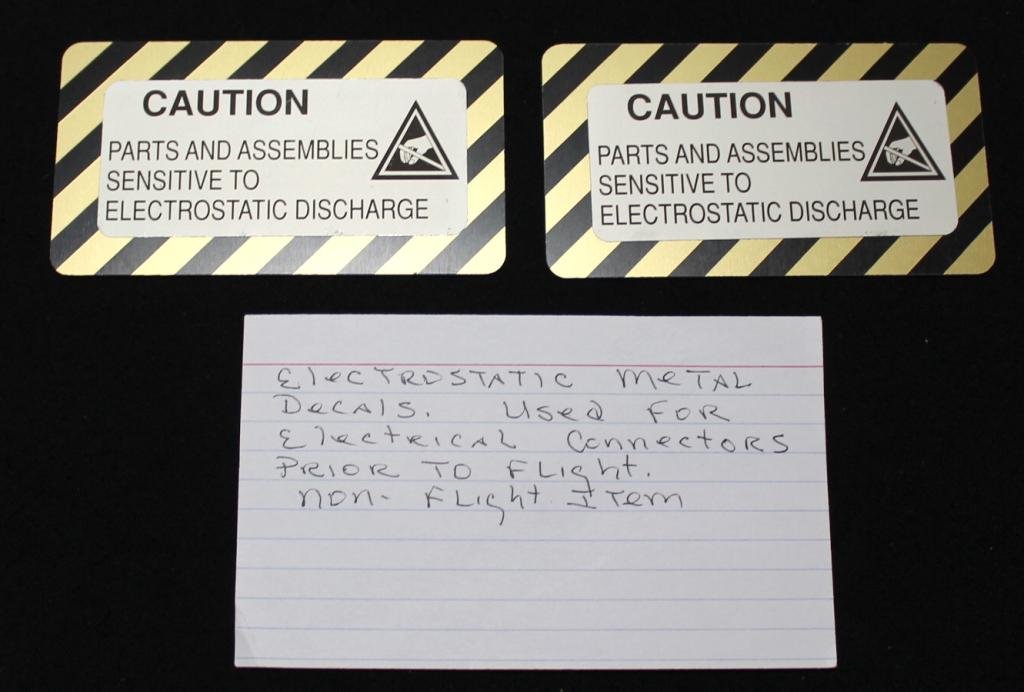 CAUTION
PARTS AND ASSEMBLIES
SENSITIVE TO
ELECTROSTATIC DISCHARGE
CAUTION
PARTS AND ASSEMBLIES
SENSITIVE TO
ELECTROSTATIC DISCHARGE
ElecTROSTATIC MeTAL
DecAlS. Used FOR
ElectRICAL ConnectORS
PRIOR TO FLight.
non- FLight ITem